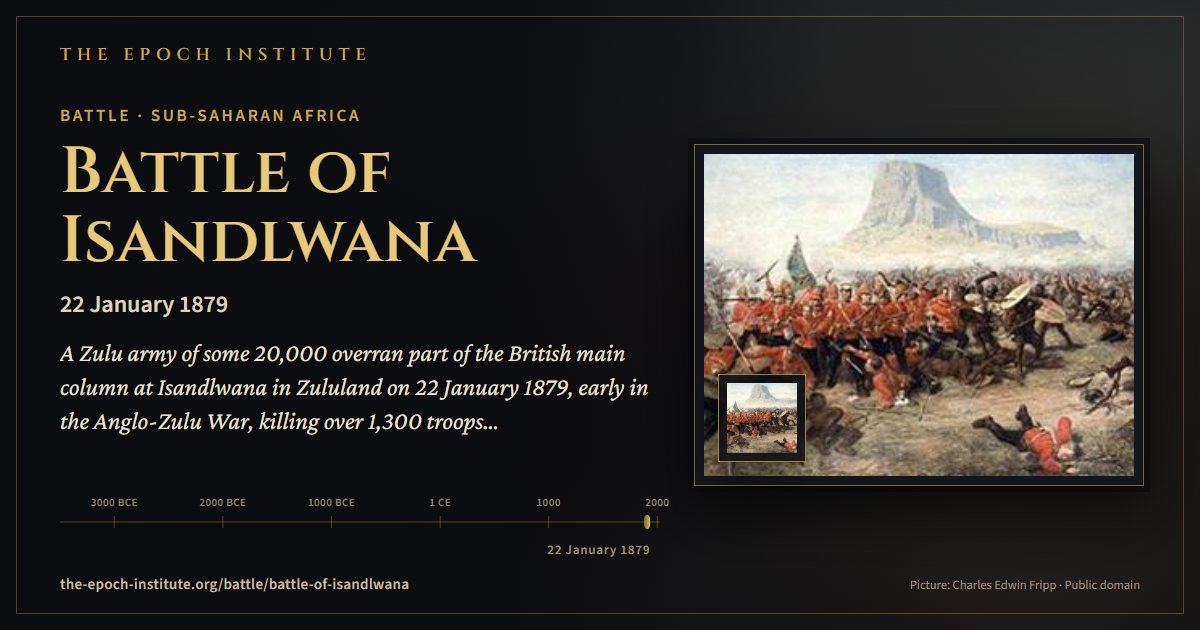 THE EPOCH INSTITUTE
BATTLE · SUB-SAHARAN AFRICA
BATTLE OF
ISANDLWANA
22 January 1879
A Zulu army of some 20,000 overran part of the British main
column at Isandlwana in Zululand on 22 January 1879, early in
the Anglo-Zulu War, killing over 1,300 troops...
3000 BCE 2000 BCE 1000 BCE 1 CE 1000 2000
22 January 1879
the-epoch-institute.org/battle/battle-of-isandlwana
Picture: Charles Edwin Fripp · Public domain